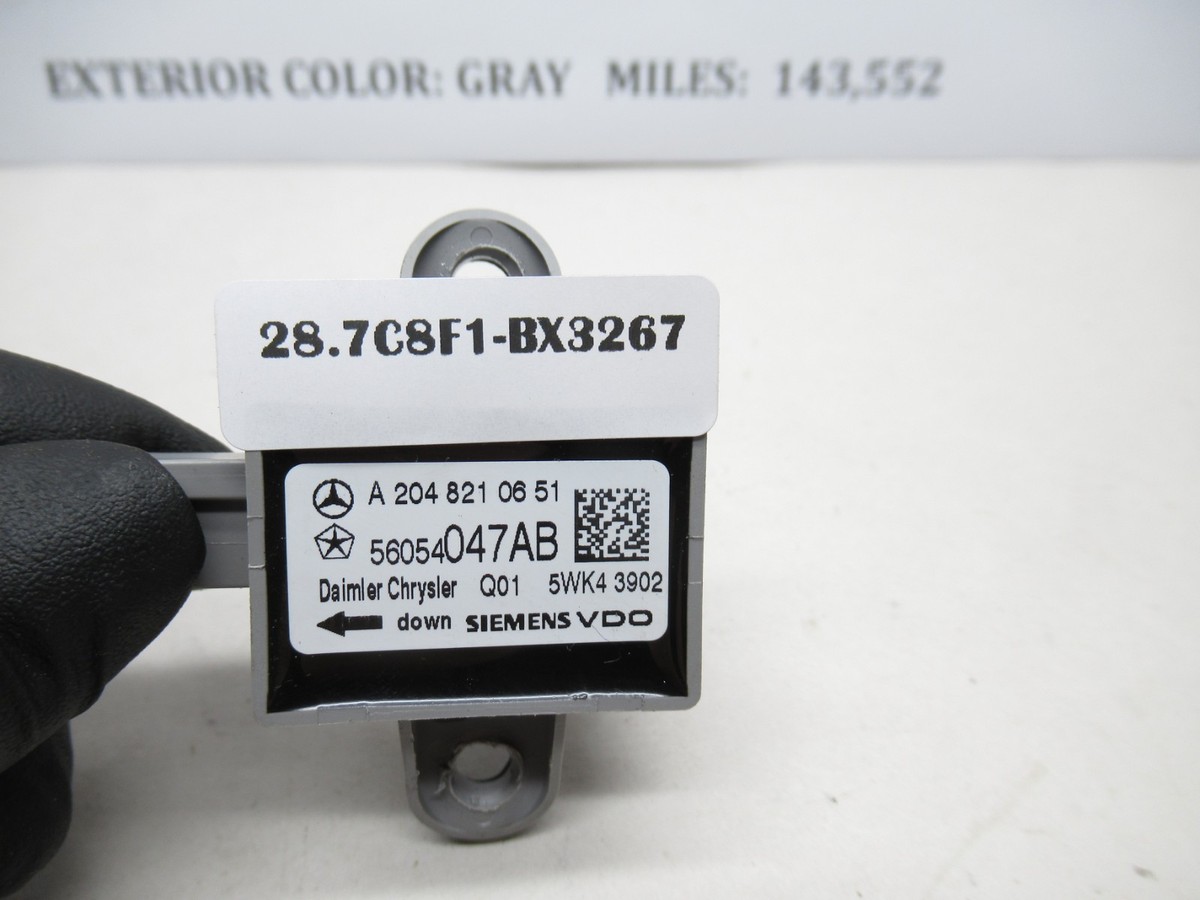 EXTERIOR COLOR: GRAY MILES: 143,552
28.7C8F1-BX3267
A 204 821 06 51
56054047AB
Daimler Chrysler Q01 5WK4 3902
down SIEMENS VDO